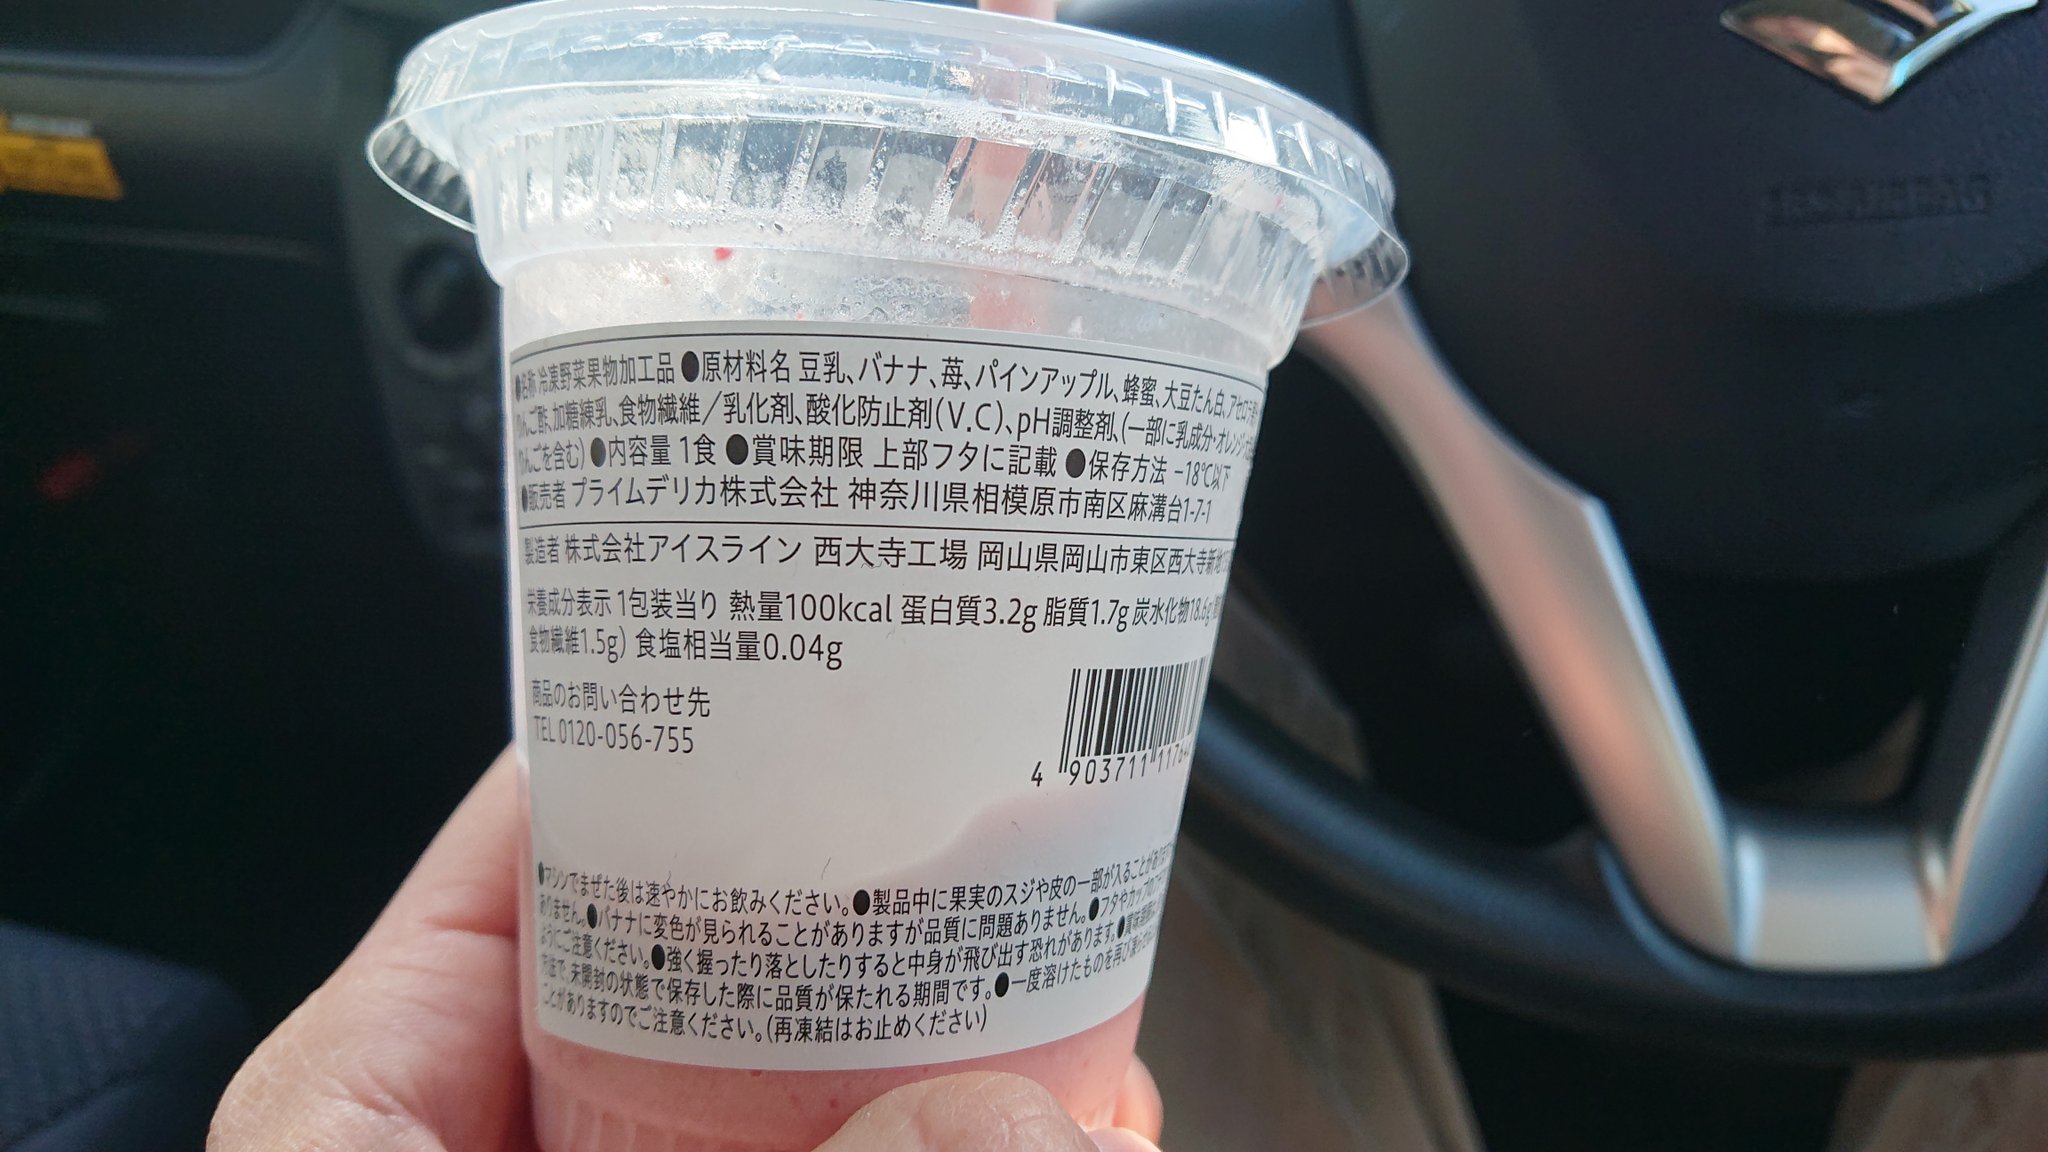 ●名称 冷凍野菜果物加工品 ●原材料名 豆乳、バナナ、苺、パインアップル、蜂蜜、大豆たん白、アセロラ
りんご酢、加糖練乳、食物繊維／乳化剤、酸化防止剤(V.C)、pH調整剤、(一部に乳成分・オレンジ・
りんごを含む) ●内容量 1食 ●賞味期限 上部フタに記載 ●保存方法 −18℃以下
●販売者 プライムデリカ株式会社 神奈川県相模原市南区麻溝台1-7-1
製造者 株式会社アイスライン 西大寺工場 岡山県岡山市東区西大寺新地
栄養成分表示 1包装当り 熱量100kcal 蛋白質3.2g 脂質1.7g 炭水化物18.6g
食物繊維1.5g) 食塩相当量0.04g
商品のお問い合わせ先
TEL 0120-056-755
4 903711 1176
●マシンでまぜた後は速やかにお飲みください。●製品中に果実のスジや皮の一部が入ることが
ありません。●バナナに変色が見られることがありますが品質に問題ありません。●フタやカップの
ようにご注意ください。●強く握ったり落としたりすると中身が飛び出す恐れがあります。●賞味期限
方法で、未開封の状態で保存した際に品質が保たれる期間です。●一度溶けたものを再び
ことがありますのでご注意ください。(再凍結はお止めください)